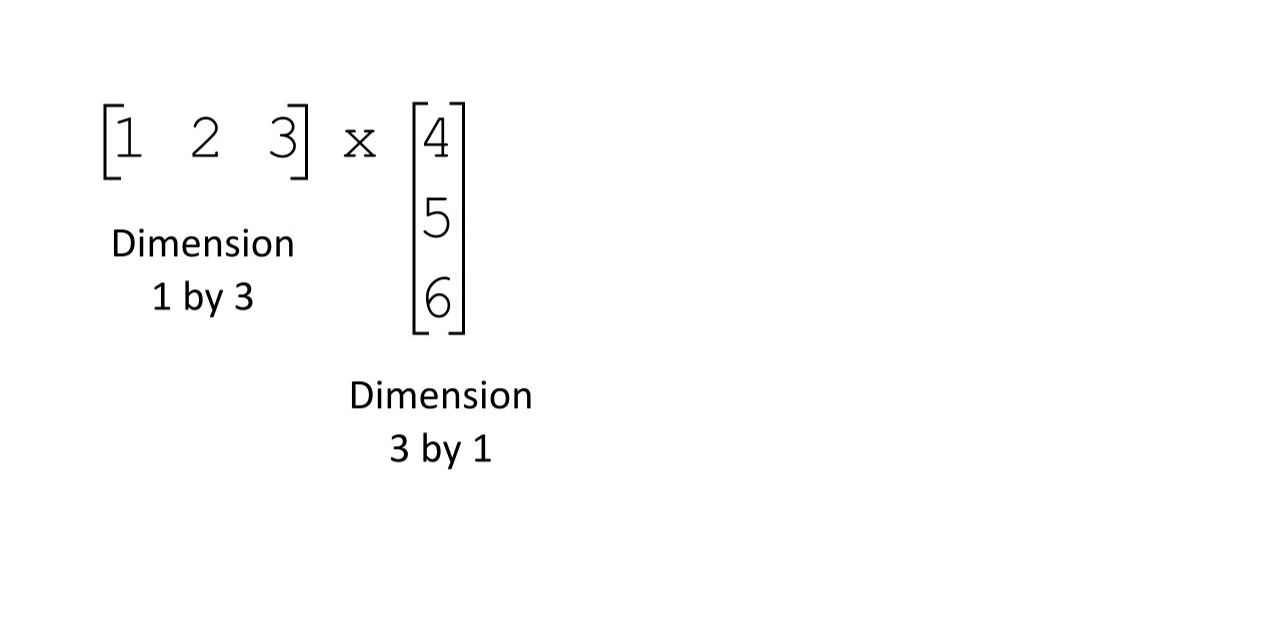 [1 2 3] x [4
5
6]
Dimension
1 by 3
Dimension
3 by 1